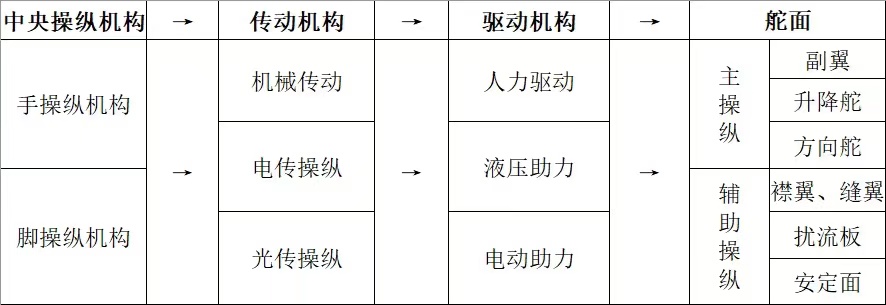 中央操纵机构 → 传动机构 → 驱动机构 → 舵面
手操纵机构
脚操纵机构
→
机械传动
电传操纵
光传操纵
→
人力驱动
液压助力
电动助力
→
主操纵
副翼
升降舵
方向舵
辅助操纵
襟翼、缝翼
扰流板
安定面